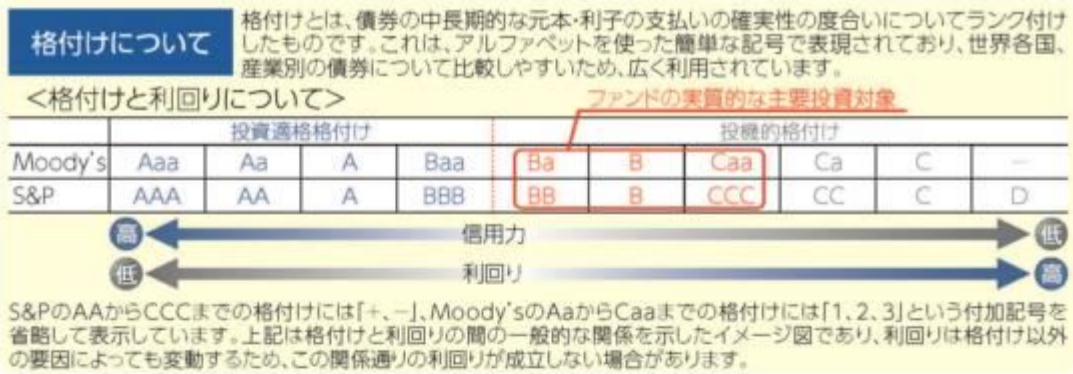 格付けについて
格付けとは、債券の中長期的な元本・利子の支払いの確実性の度合いについてランク付け
したものです。これは、アルファベットを使った簡単な記号で表現されており、世界各国、
産業別の債券について比較しやすいため、広く利用されています。
＜格付けと利回りについて＞
ファンドの実質的な主要投資対象
投資適格格付け 投機的格付け
Moody's Aaa Aa A Baa Ba B Caa Ca C －
S&P AAA AA A BBB BB B CCC CC C D
高 信用力 低
低 利回り 高
S&PのAAからCCCまでの格付けには「+、－」、Moody'sのAaからCaaまでの格付けには「1、2、3」という付加記号を
省略して表示しています。上記は格付けと利回りの間の一般的な関係を示したイメージ図であり、利回りは格付け以外
の要因によっても変動するため、この関係通りの利回りが成立しない場合があります。